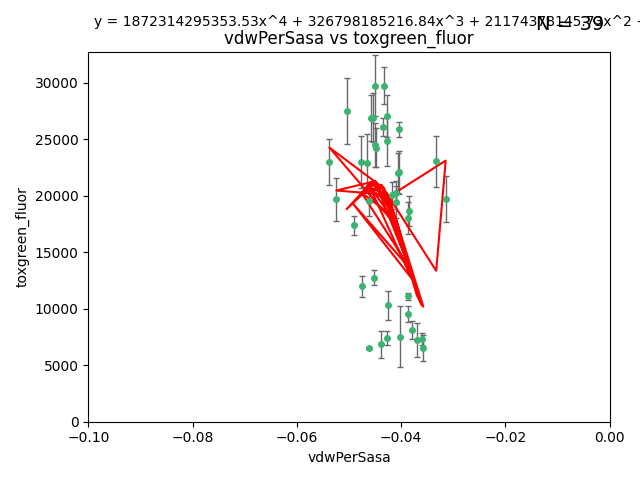 y = 1872314295353.53x^4 + 326798185216.84x^3 +
N = 39
vdwPerSasa vs toxgreen_fluor
30000
25000
20000
15000
10000
5000
0
toxgreen_fluor
−0.10 −0.08 −0.06 −0.04 −0.02 0.00
vdwPerSasa